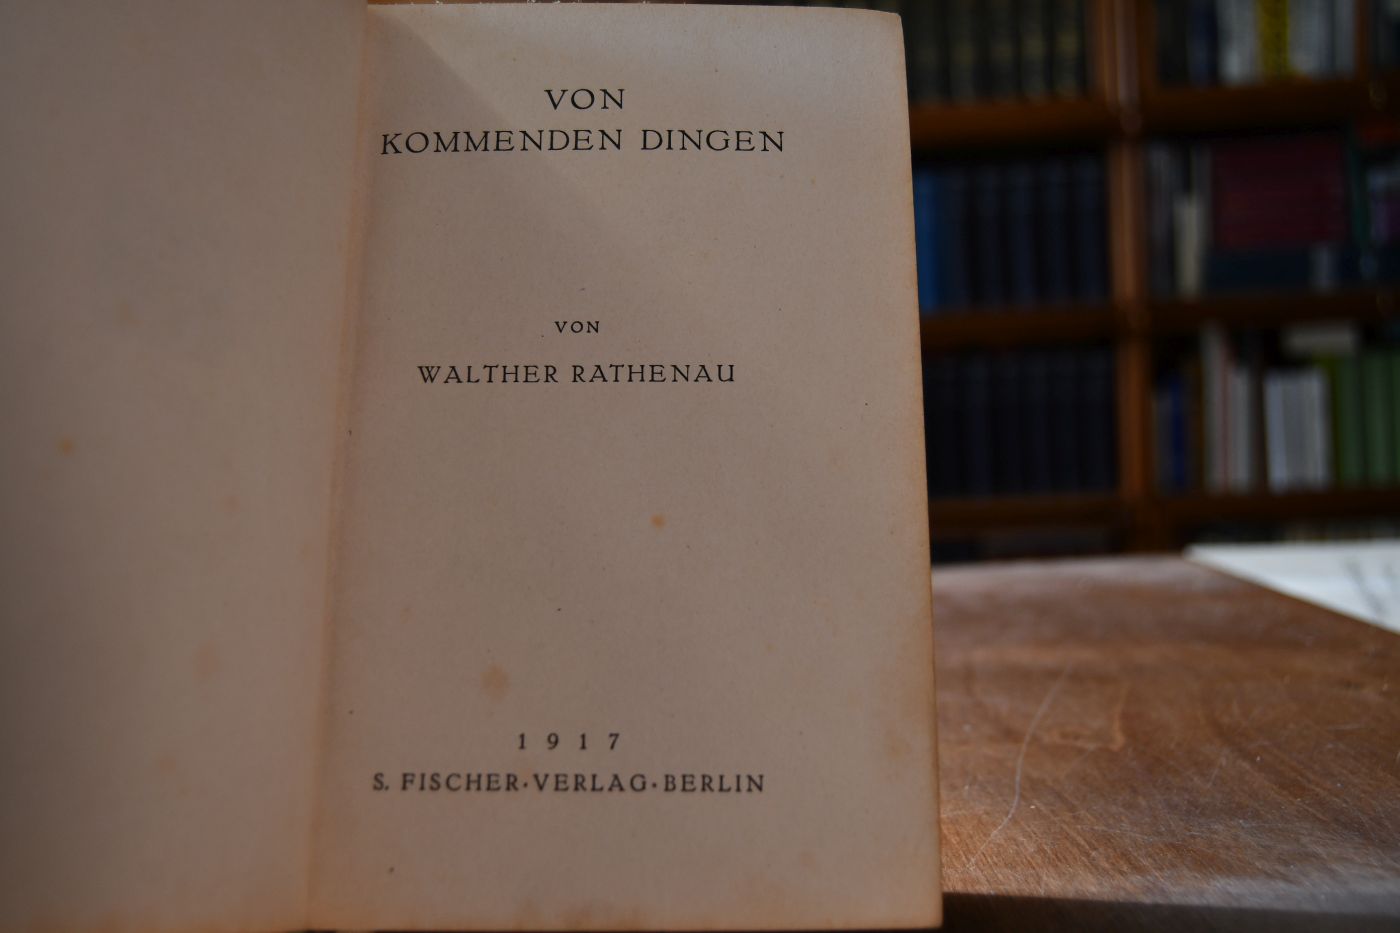 VON
KOMMENDEN DINGEN
VON
WALTHER RATHENAU
1917
S. FISCHER·VERLAG·BERLIN